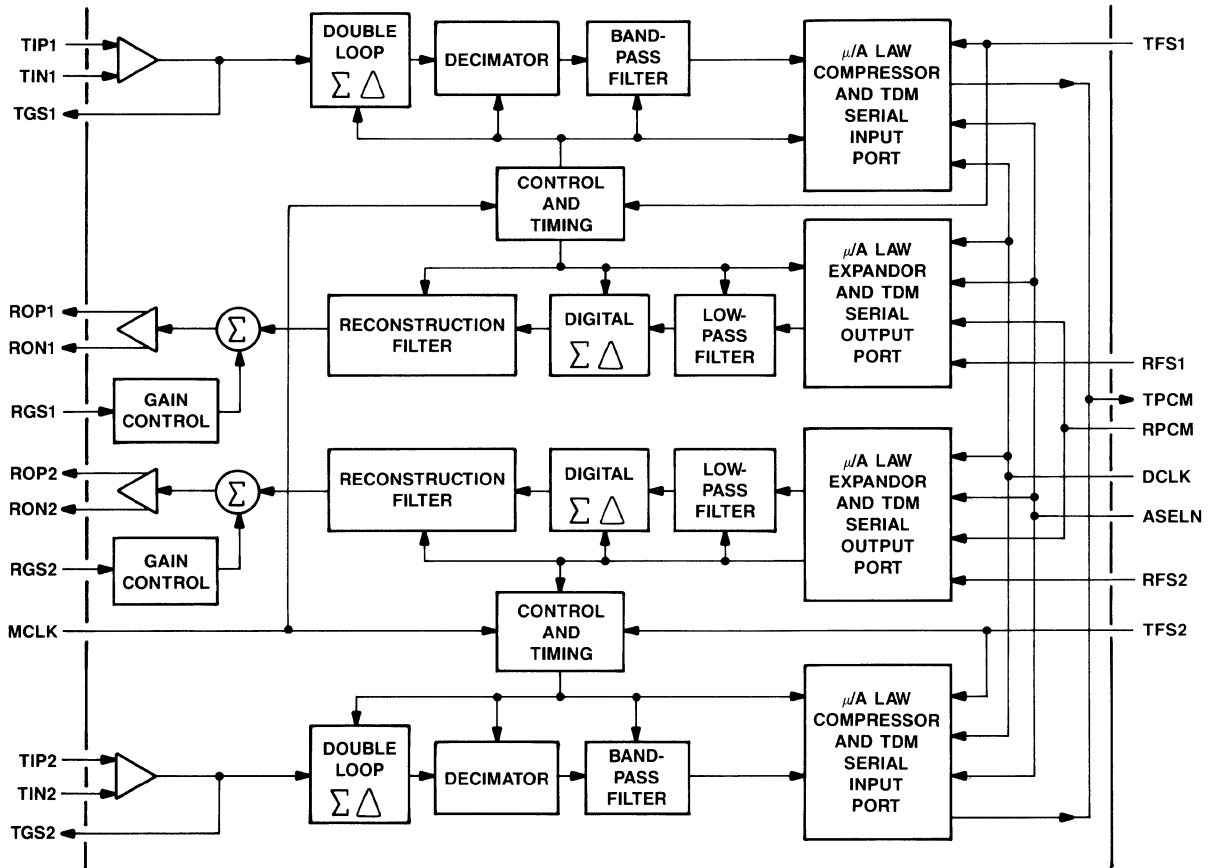 TIP1
TIN1
TGS1
DOUBLE
LOOP
Σ Δ
DECIMATOR
BAND-
PASS
FILTER
μ/A LAW
COMPRESSOR
AND TDM
SERIAL
INPUT
PORT
TFS1
CONTROL
AND
TIMING
ROP1
RON1
Σ
RECONSTRUCTION
FILTER
DIGITAL
Σ Δ
LOW-
PASS
FILTER
μ/A LAW
EXPANDOR
AND TDM
SERIAL
OUTPUT
PORT
RFS1
RGS1
GAIN
CONTROL
TPCM
RPCM
ROP2
RON2
Σ
RECONSTRUCTION
FILTER
DIGITAL
Σ Δ
LOW-
PASS
FILTER
μ/A LAW
EXPANDOR
AND TDM
SERIAL
OUTPUT
PORT
DCLK
ASELN
RGS2
GAIN
CONTROL
RFS2
MCLK
CONTROL
AND
TIMING
TFS2
TIP2
TIN2
TGS2
DOUBLE
LOOP
Σ Δ
DECIMATOR
BAND-
PASS
FILTER
μ/A LAW
COMPRESSOR
AND TDM
SERIAL
INPUT
PORT